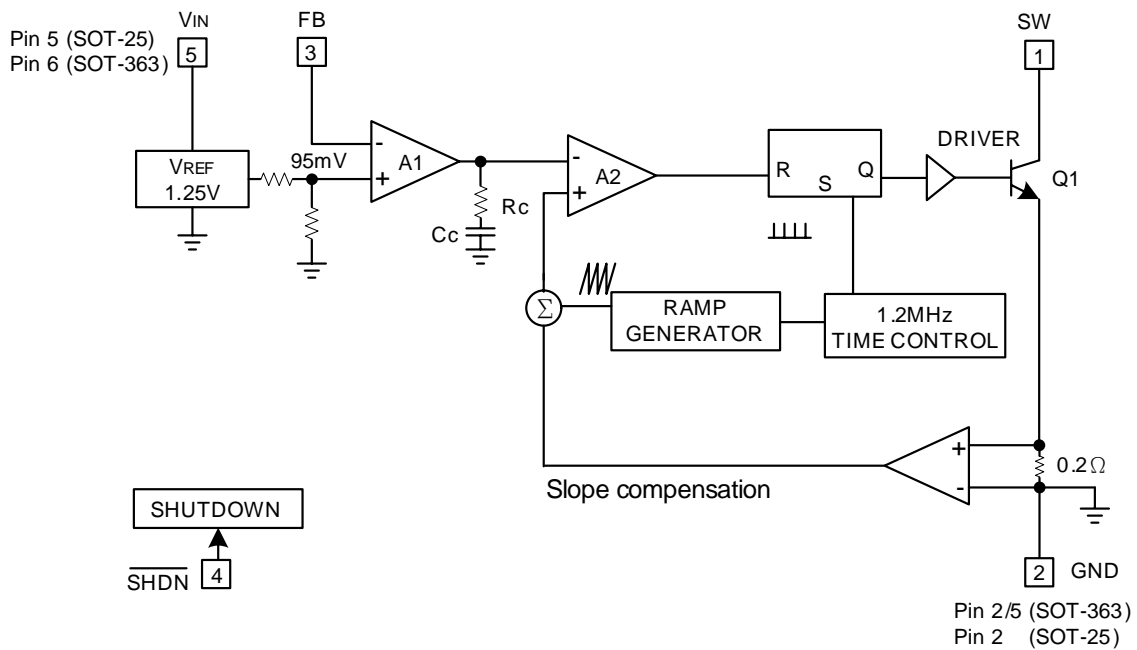 VIN
FB
SW
Pin 5 (SOT-25)
Pin 6 (SOT-363)
5
3
1
VREF
1.25V
95mV
-
+
A1
Rc
Cc
-
+
A2
R
S
Q
DRIVER
Q1
Σ
RAMP
GENERATOR
1.2MHz
TIME CONTROL
+
-
0.2Ω
Slope compensation
SHUTDOWN
SHDN
4
2
GND
Pin 2/5 (SOT-363)
Pin 2 (SOT-25)